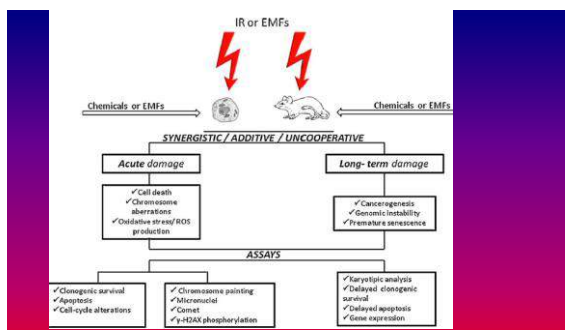 IR or EMFs
Chemicals or EMFs
Chemicals or EMFs
SYNERGISTIC / ADDITIVE / UNCOOPERATIVE
Acute damage
Long- term damage
✓Cell death
✓Chromosome
aberrations
✓Oxidative stress/ ROS
production
✓Cancerogenesis
✓Genomic instability
✓Premature senescence
ASSAYS
✓Clonogenic survival
✓Apoptosis
✓Cell-cycle alterations
✓Chromosome painting
✓Micronuclei
✓Comet
✓γ-H2AX phosphorylation
✓Karyotipic analysis
✓Delayed clonogenic
survival
✓Delayed apoptosis
✓Gene expression